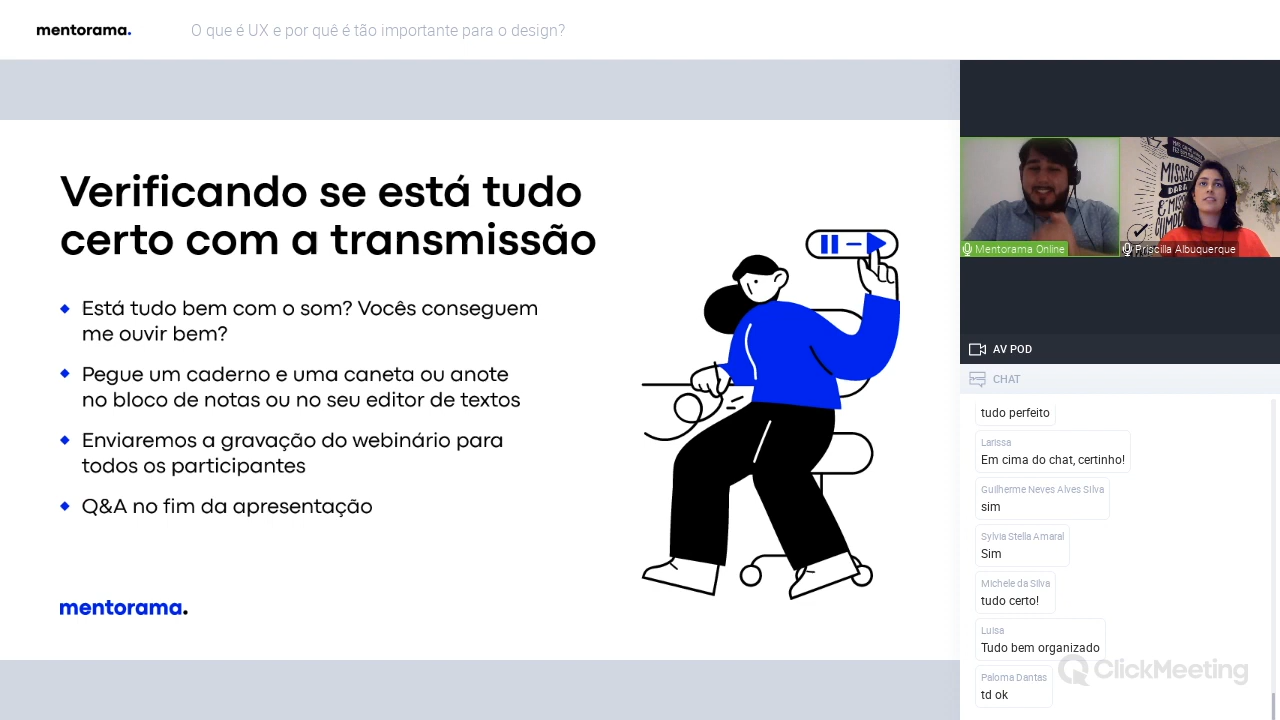 mentorama.
O que é UX e por quê é tão importante para o design?
Verificando se está tudo
certo com a transmissão
Está tudo bem com o som? Vocês conseguem
me ouvir bem?
Pegue um caderno e uma caneta ou anote
no bloco de notas ou no seu editor de textos
Enviaremos a gravação do webinário para
todos os participantes
Q&A no fim da apresentação
mentorama.
MISSÃO
DADA
É MISSÃO
Mentorama Online
Priscilla Albuquerque
AV POD
CHAT
tudo perfeito
Larissa
Em cima do chat, certinho!
Guilherme Neves Alves SIlva
sim
Sylvia Stella Amaral
Sim
Michele da Silva
tudo certo!
Luisa
Tudo bem organizado
Paloma Dantas
td ok
ClickMeeting